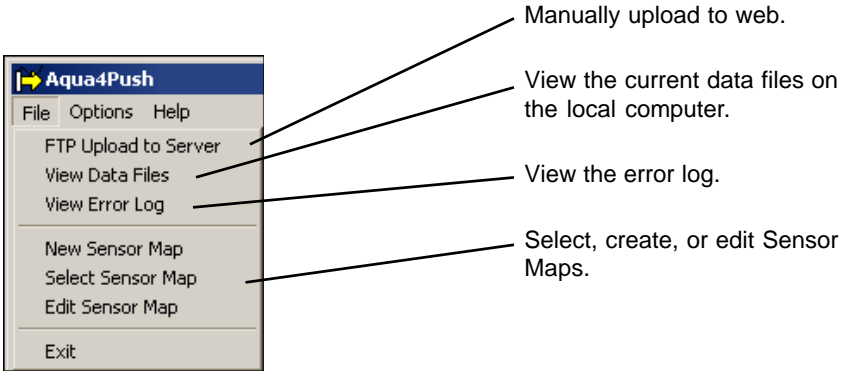 Manually upload to web.
Aqua4Push
File Options Help
View the current data files on
the local computer.
FTP Upload to Server
View Data Files
View Error Log
View the error log.
New Sensor Map
Select Sensor Map
Edit Sensor Map
Select, create, or edit Sensor
Maps.
Exit